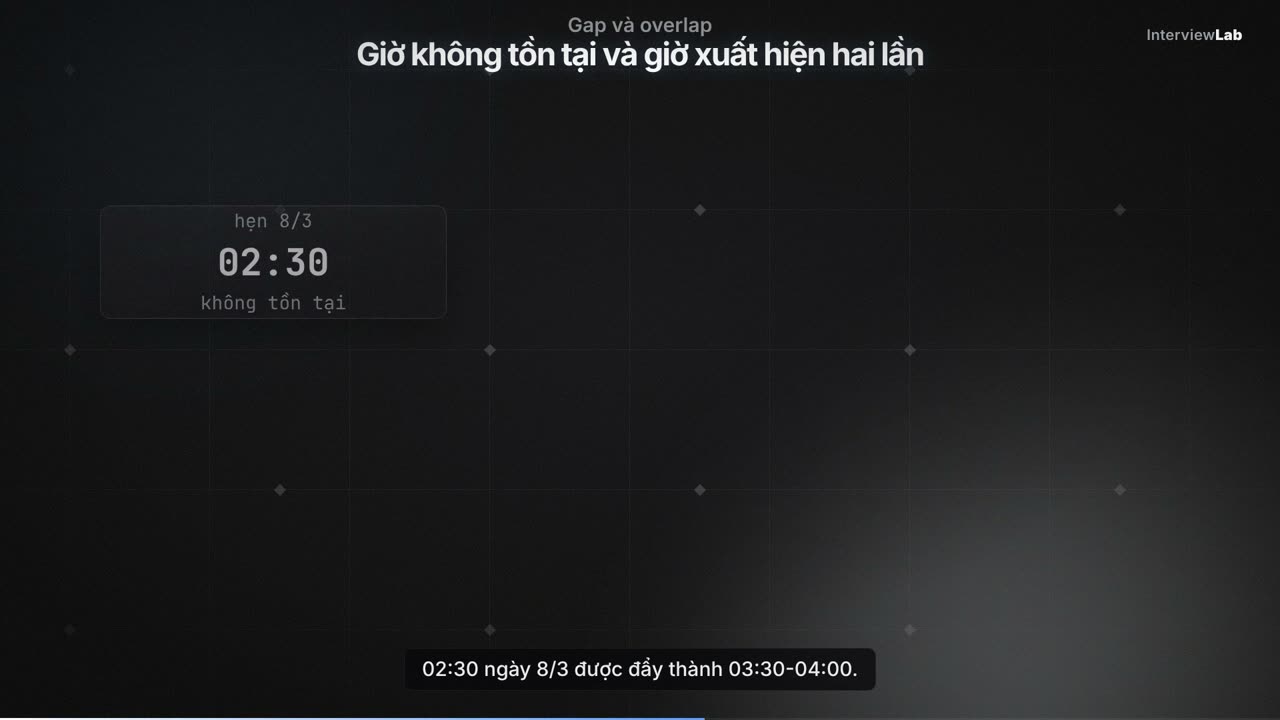 Gap và overlap
Giờ không tồn tại và giờ xuất hiện hai lần
InterviewLab
hẹn 8/3
02:30
không tồn tại
02:30 ngày 8/3 được đẩy thành 03:30-04:00.